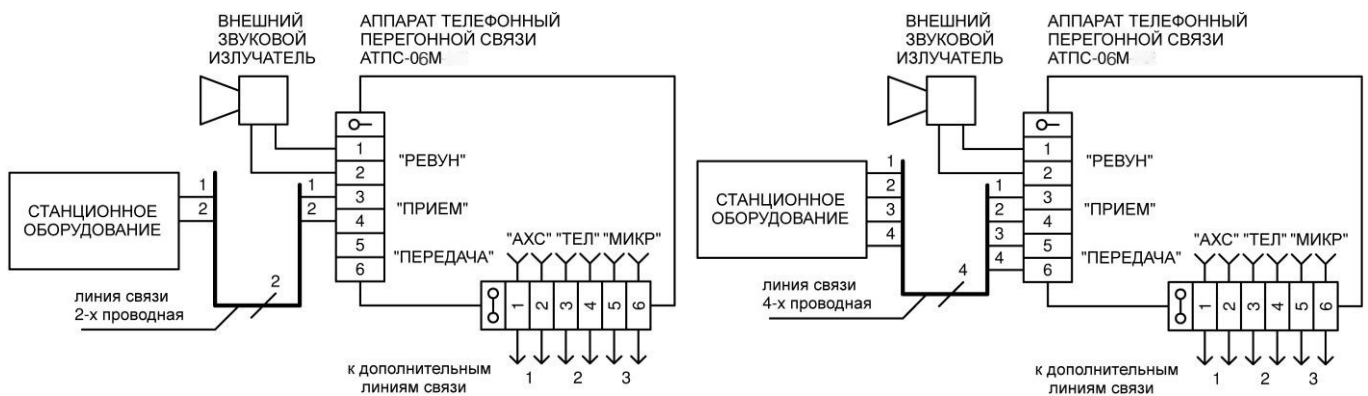 ВНЕШНИЙ
ЗВУКОВОЙ
ИЗЛУЧАТЕЛЬ
АППАРАТ ТЕЛЕФОННЫЙ
ПЕРЕГОННОЙ СВЯЗИ
АТПС-06М
1
2
3
4
5
6
"РЕВУН"
"ПРИЕМ"
"ПЕРЕДАЧА"
СТАНЦИОННОЕ
ОБОРУДОВАНИЕ
1
2
1
2
2
линия связи
2-х проводная
"АХС" "ТЕЛ" "МИКР"
1 2 3 4 5 6
к дополнительным
линиям связи
1 2 3
ВНЕШНИЙ
ЗВУКОВОЙ
ИЗЛУЧАТЕЛЬ
АППАРАТ ТЕЛЕФОННЫЙ
ПЕРЕГОННОЙ СВЯЗИ
АТПС-06М
1
2
3
4
5
6
"РЕВУН"
"ПРИЕМ"
"ПЕРЕДАЧА"
СТАНЦИОННОЕ
ОБОРУДОВАНИЕ
1
2
3
4
1
2
3
4
4
линия связи
4-х проводная
"АХС" "ТЕЛ" "МИКР"
1 2 3 4 5 6
к дополнительным
линиям связи
1 2 3